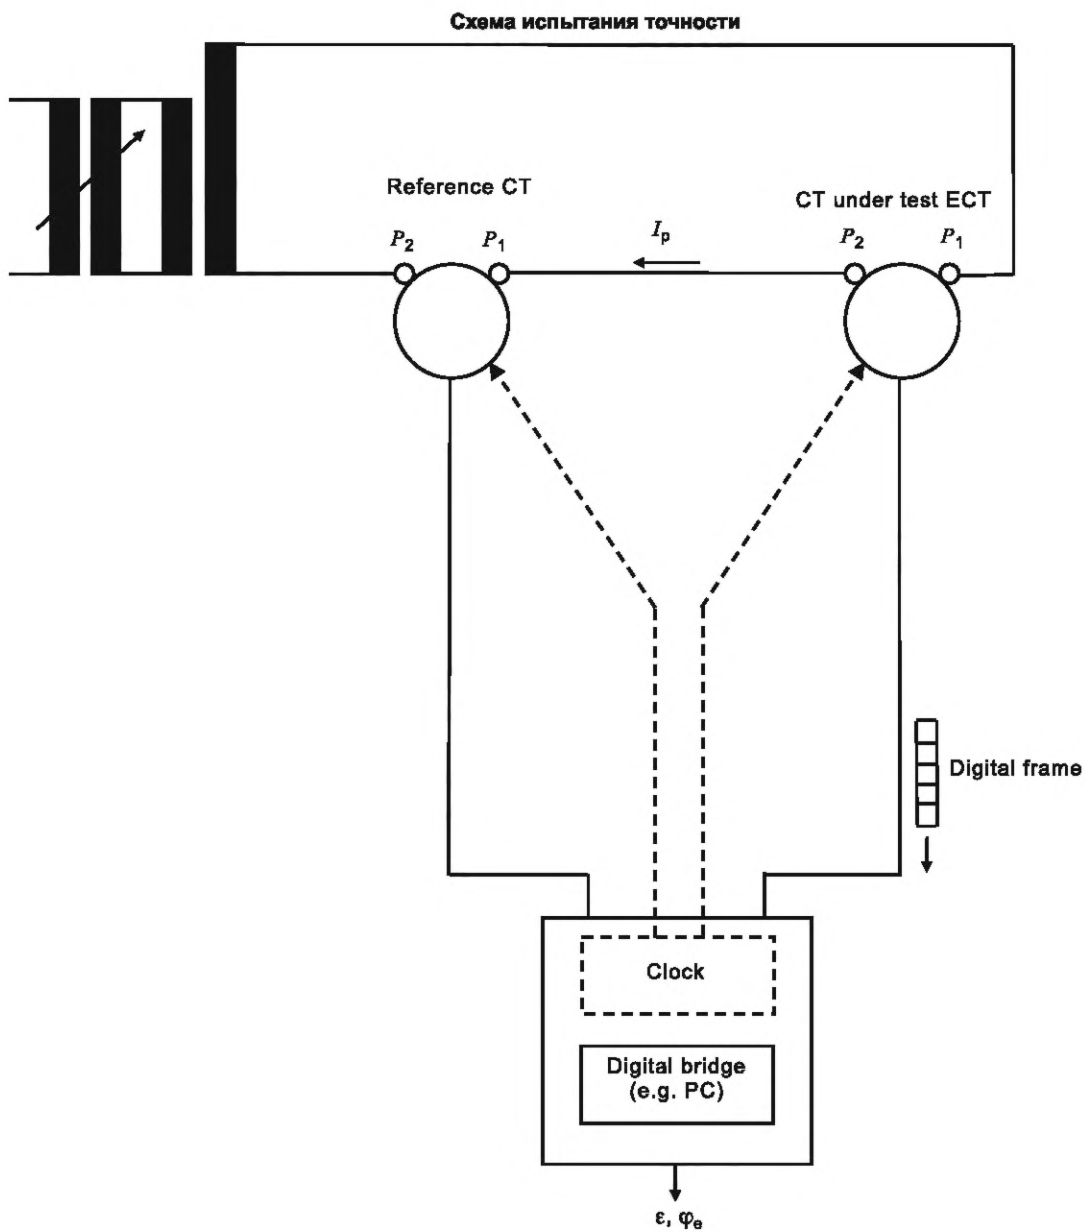 Схема испытания точности
Reference CT
CT under test ECT
P2
P1
Ip
P2
P1
Digital frame
Clock
Digital bridge
(e.g. PC)
ε, φe